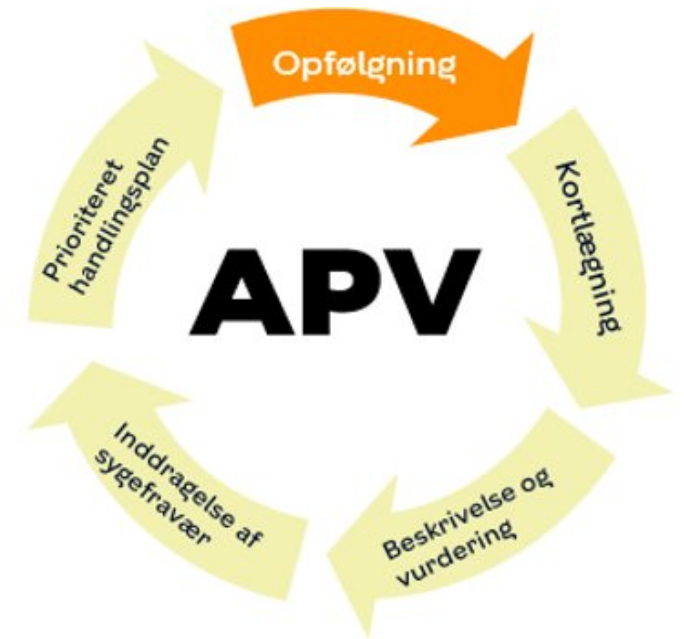 Opfølgning
Kortlægning
Beskrivelse og
vurdering
Inddragelse af
sygefravær
Prioriteret
handlingsplan
APV